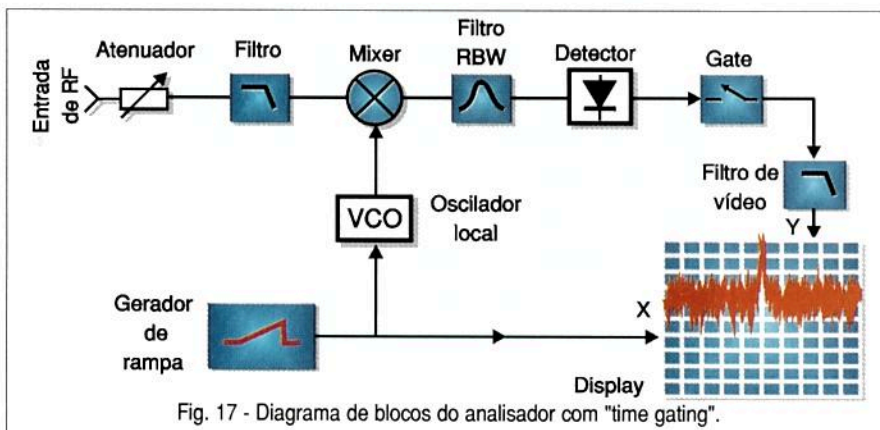 Entrada
de RF
Atenuador
Filtro
Mixer
Filtro
RBW
Detector
Gate
Filtro de
vídeo
VCO
Oscilador
local
Y
X
Gerador
de
rampa
Display
Fig. 17 - Diagrama de blocos do analisador com "time gating".